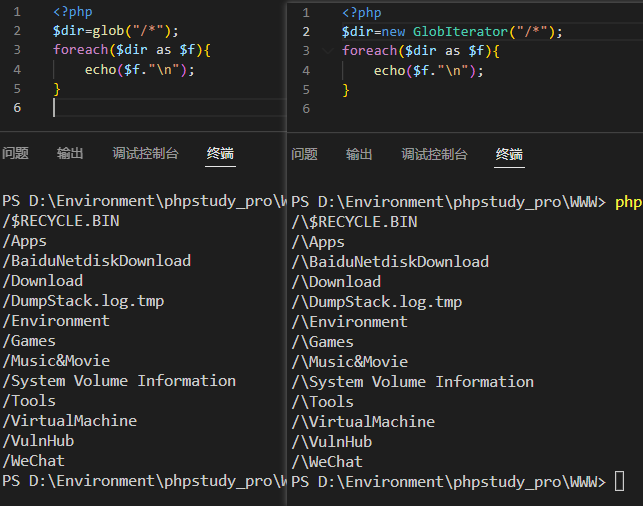 1 <?php
2 $dir=glob("/*");
3 foreach($dir as $f){
4 echo($f."\n");
5 }
6
问题 输出 调试控制台 终端
PS D:\Environment\phpstudy_pro\W
/$RECYCLE.BIN
/Apps
/BaiduNetdiskDownload
/Download
/DumpStack.log.tmp
/Environment
/Games
/Music&Movie
/System Volume Information
/Tools
/VirtualMachine
/VulnHub
/WeChat
PS D:\Environment\phpstudy_pro\W
1 <?php
2 $dir=new GlobIterator("/*");
3 foreach($dir as $f){
4 echo($f."\n");
5 }
6
问题 输出 调试控制台 终端
PS D:\Environment\phpstudy_pro\WWW> php
/\$RECYCLE.BIN
/\Apps
/\BaiduNetdiskDownload
/\Download
/\DumpStack.log.tmp
/\Environment
/\Games
/\Music&Movie
/\System Volume Information
/\Tools
/\VirtualMachine
/\VulnHub
/\WeChat
PS D:\Environment\phpstudy_pro\WWW>